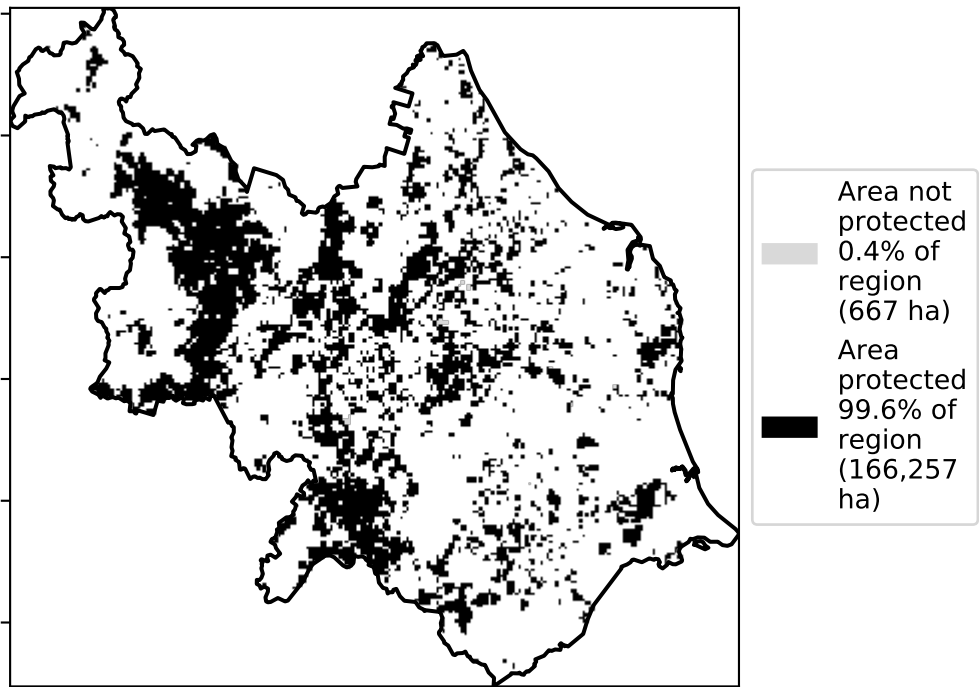 Area not
protected
0.4% of
region
(667 ha)
Area
protected
99.6% of
region
(166,257
ha)